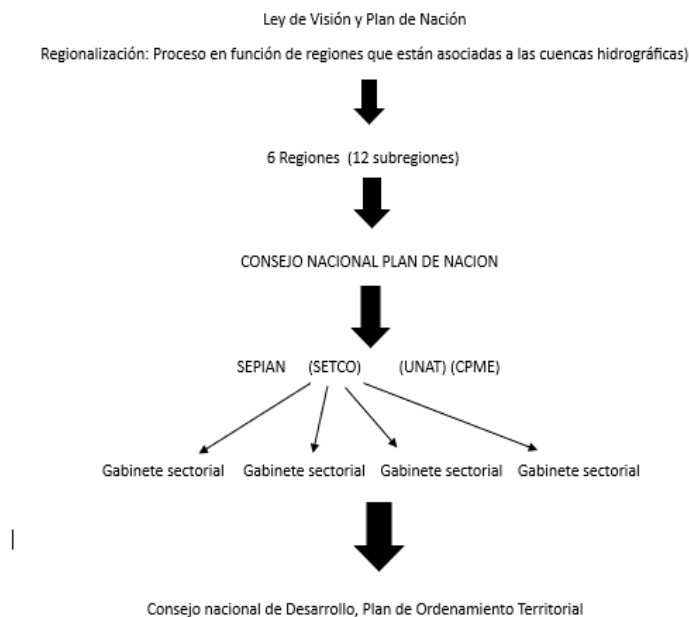 Ley de Visión y Plan de Nación
Regionalización: Proceso en función de regiones que están asociadas a las cuencas hidrográficas)
6 Regiones (12 subregiones)
CONSEJO NACIONAL PLAN DE NACION
SEPIAN (SETCO) (UNAT) (CPME)
Gabinete sectorial Gabinete sectorial Gabinete sectorial Gabinete sectorial
Consejo nacional de Desarrollo, Plan de Ordenamiento Territorial